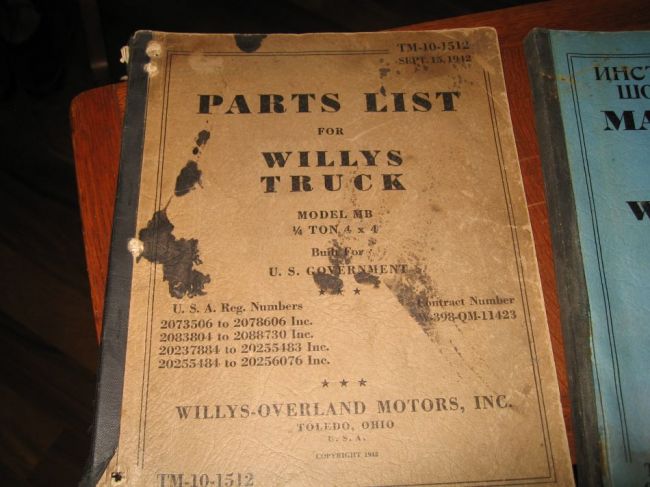 TM-10-1512
SEPT. 15, 1942
PARTS LIST
FOR
WILLYS
TRUCK
MODEL MB
¼ TON 4 x 4
Built For
U. S. GOVERNMENT
U. S. A. Reg. Numbers
2073506 to 2078606 Inc.
2083804 to 2088730 Inc.
20237884 to 20255483 Inc.
20255484 to 20256076 Inc.
Contract Number
W-398-QM-11423
WILLYS-OVERLAND MOTORS, INC.
TOLEDO, OHIO
U. S. A.
COPYRIGHT 1942
TM-10-1512
ИНСТ
ШО
MA
W